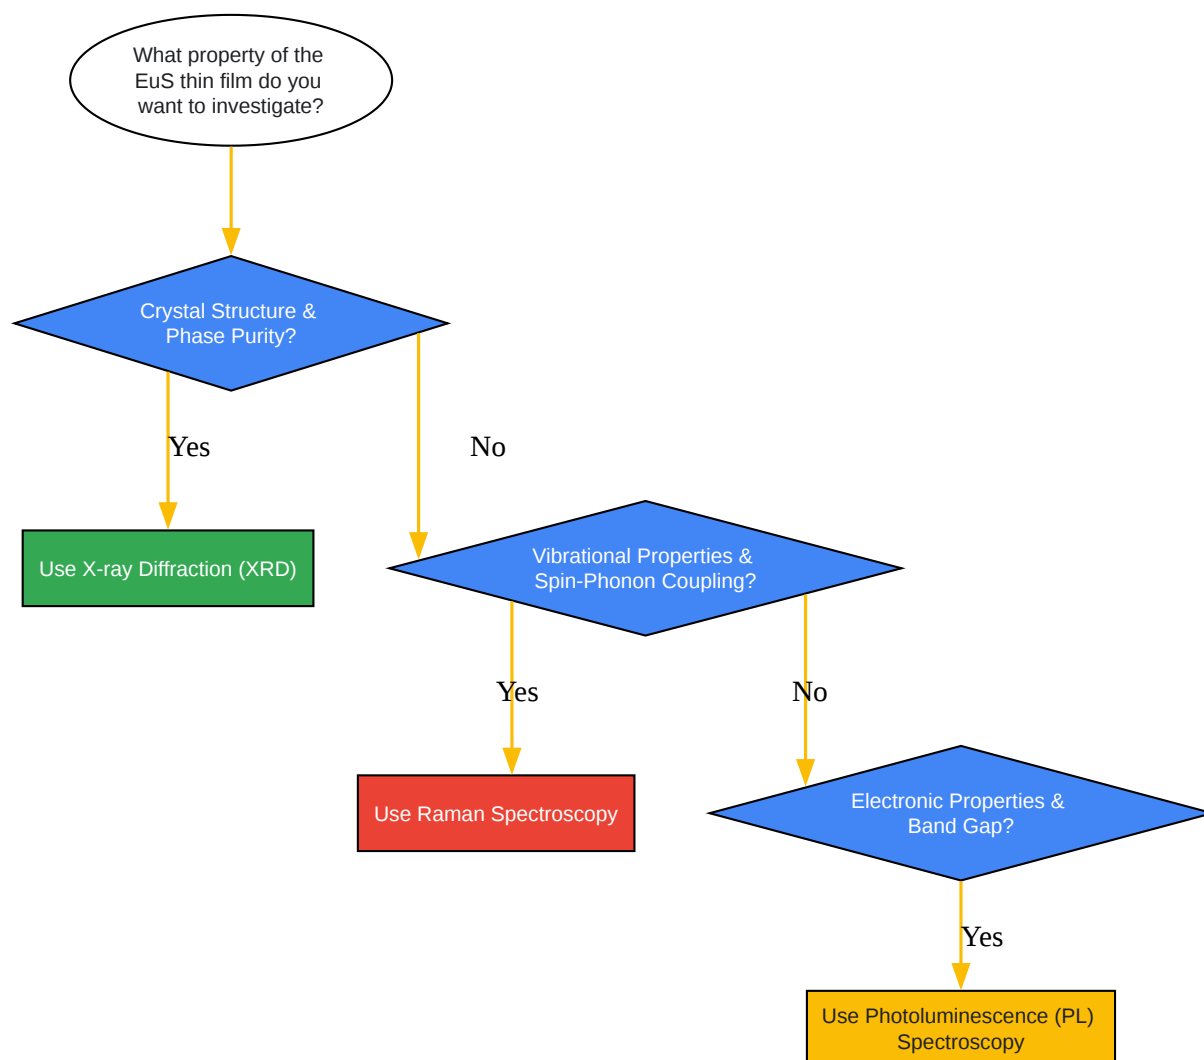 What property of the
EuS thin film do you
want to investigate?
Crystal Structure &
Phase Purity?
Yes
No
Use X-ray Diffraction (XRD)
Vibrational Properties &
Spin-Phonon Coupling?
Yes
No
Use Raman Spectroscopy
Electronic Properties &
Band Gap?
Yes
Use Photoluminescence (PL)
Spectroscopy